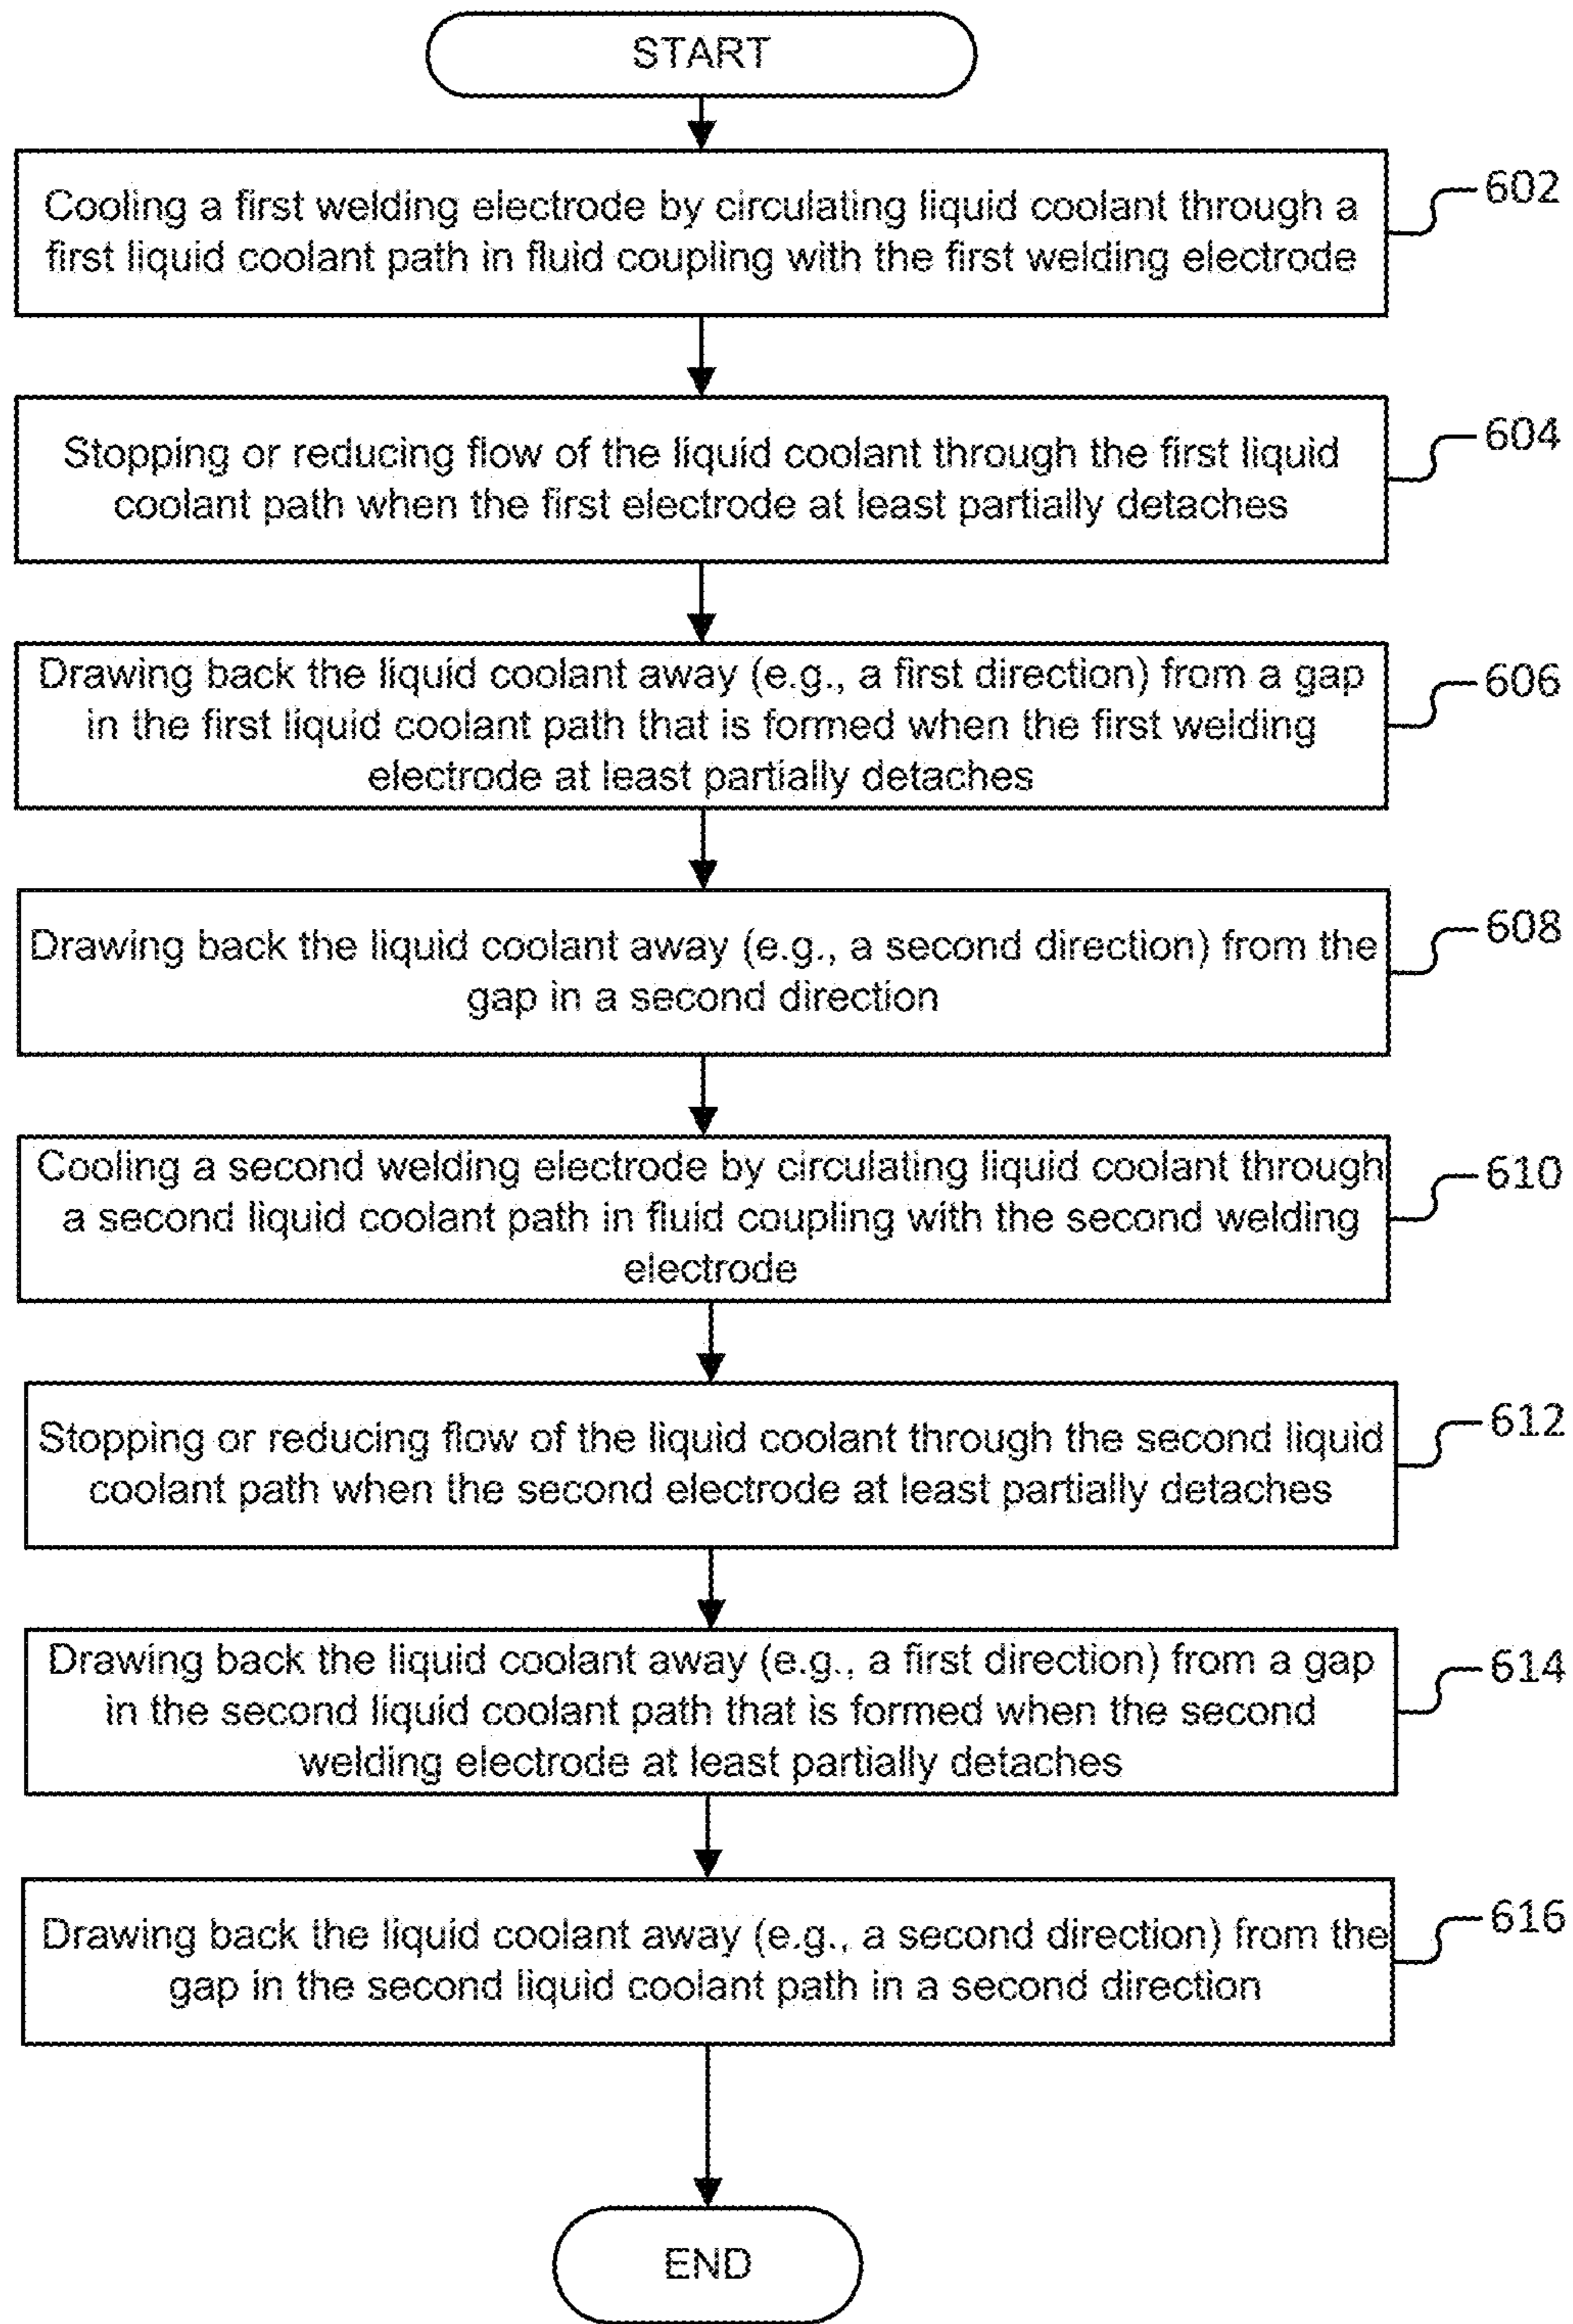 START
Cooling a first welding electrode by circulating liquid coolant through a
first liquid coolant path in fluid coupling with the first welding electrode
602
Stopping or reducing flow of the liquid coolant through the first liquid
coolant path when the first electrode at least partially detaches
604
Drawing back the liquid coolant away (e.g., a first direction) from a gap
in the first liquid coolant path that is formed when the first welding
electrode at least partially detaches
606
Drawing back the liquid coolant away (e.g., a second direction) from the
gap in a second direction
608
Cooling a second welding electrode by circulating liquid coolant through
a second liquid coolant path in fluid coupling with the second welding
electrode
610
Stopping or reducing flow of the liquid coolant through the second liquid
coolant path when the second electrode at least partially detaches
612
Drawing back the liquid coolant away (e.g., a first direction) from a gap
in the second liquid coolant path that is formed when the second
welding electrode at least partially detaches
614
Drawing back the liquid coolant away (e.g., a second direction) from the
gap in the second liquid coolant path in a second direction
616
END